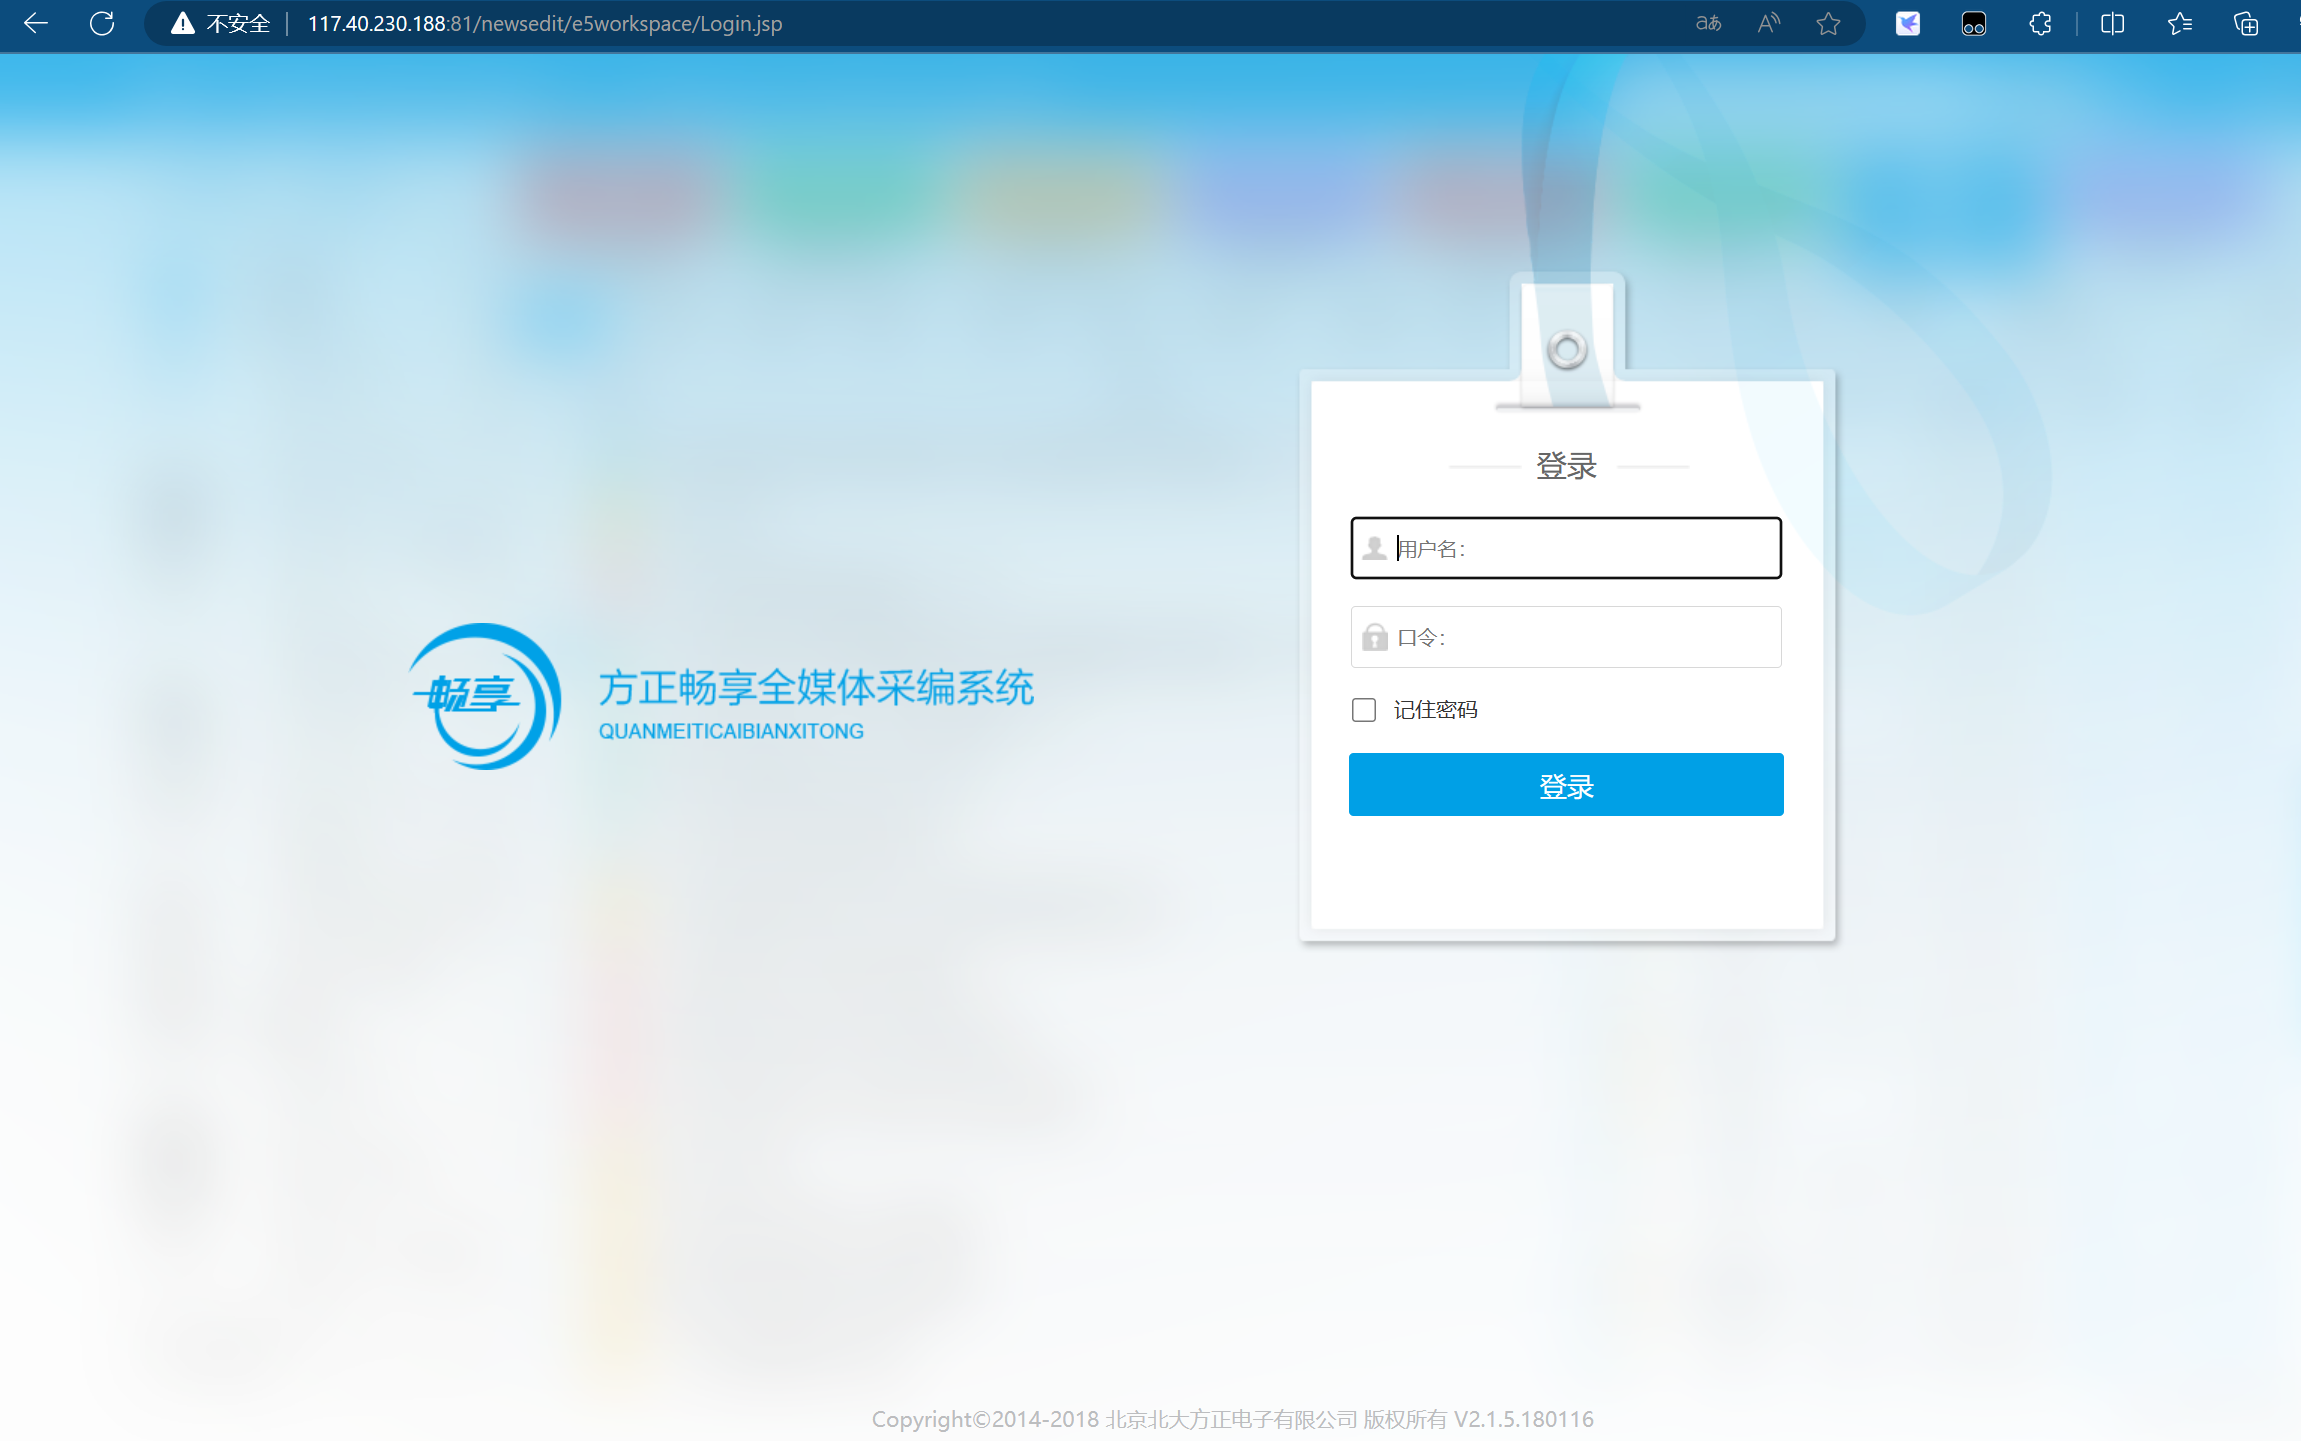 不安全 117.40.230.188:81/newsedit/e5workspace/Login.jsp
登录
用户名：
口令：
记住密码
登录
畅享
方正畅享全媒体采编系统
QUANMEITICAIBIANXITONG
Copyright©2014-2018 北京北大方正电子有限公司 版权所有 V2.1.5.180116